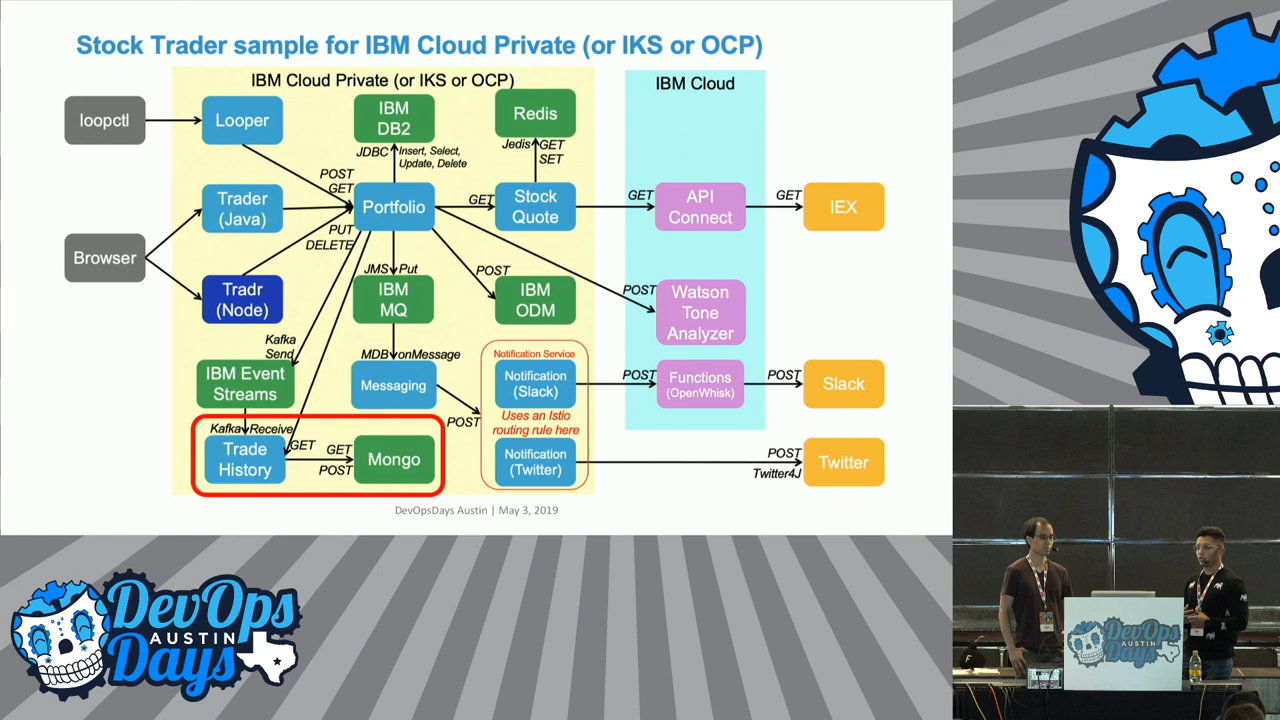 Stock Trader sample for IBM Cloud Private (or IKS or OCP)
IBM Cloud Private (or IKS or OCP)
IBM Cloud
loopctl
Looper
IBM
DB2
Redis
JDBC
Insert, Select,
Update, Delete
Jedis
GET
SET
POST
GET
Trader
(Java)
Portfolio
GET
Stock
Quote
GET
API
Connect
GET
IEX
PUT
DELETE
Browser
Tradr
(Node)
JMS Put
IBM
MQ
POST
IBM
ODM
POST
Watson
Tone
Analyzer
Kafka
Send
MDB onMessage
IBM Event
Streams
Messaging
POST
Notification Service
Notification
(Slack)
POST
Functions
(OpenWhisk)
POST
Slack
Uses an Istio
routing rule here
Kafka Receive
Trade
History
GET
GET
POST
Mongo
Notification
(Twitter)
POST
Twitter4J
Twitter
DevOpsDays Austin | May 3, 2019
DevOps
AUSTIN
Days
DevOps
AUSTIN
Days